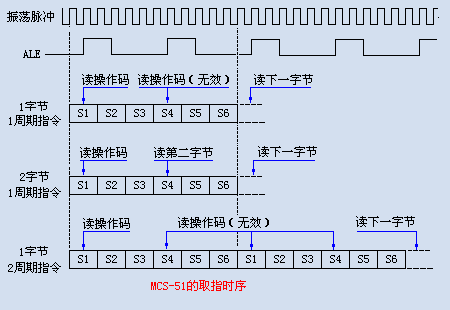 振荡脉冲
ALE
读操作码 读操作码(无效) 读下一字节
1字节
1周期指令
S1 S2 S3 S4 S5 S6
读操作码 读第二字节 读下一字节
2字节
1周期指令
S1 S2 S3 S4 S5 S6
读操作码 读操作码(无效) 读下一字节
1字节
2周期指令
S1 S2 S3 S4 S5 S6 S1 S2 S3 S4 S5 S6
MCS-51的取指时序